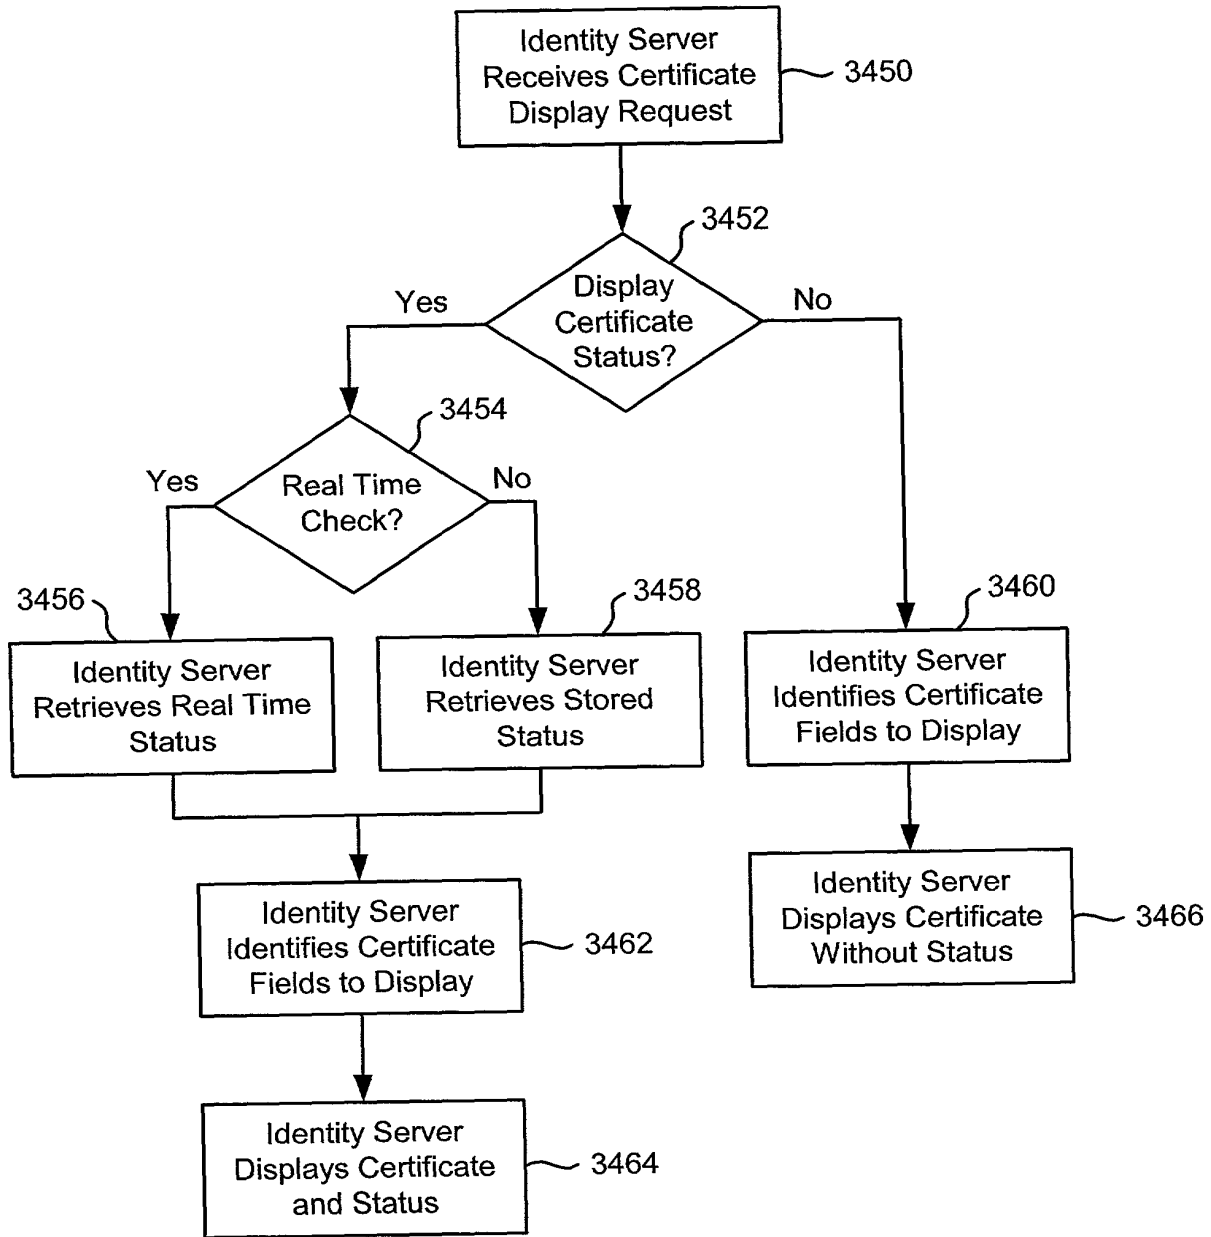 Identity Server
Receives Certificate
Display Request
3450
3452
Display
Certificate
Status?
Yes
No
3454
Real Time
Check?
Yes
No
3456
Identity Server
Retrieves Real Time
Status
3458
Identity Server
Retrieves Stored
Status
3460
Identity Server
Identifies Certificate
Fields to Display
Identity Server
Identifies Certificate
Fields to Display
3462
Identity Server
Displays Certificate
Without Status
3466
Identity Server
Displays Certificate
and Status
3464